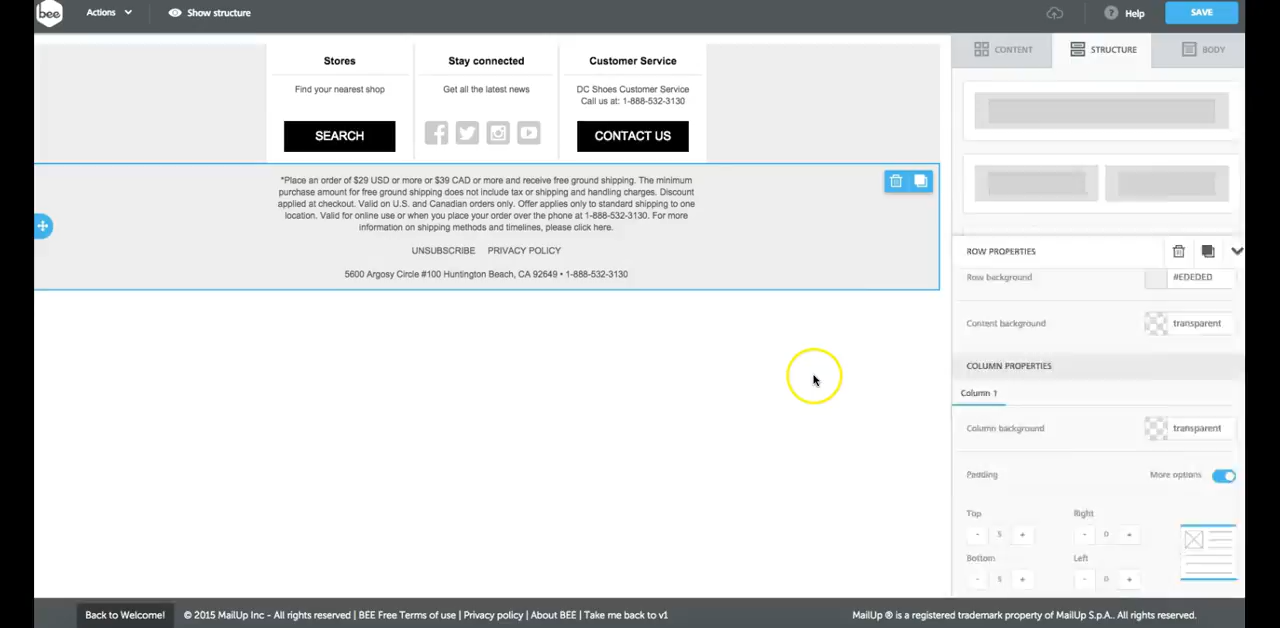 bee Actions Show structure Help SAVE
CONTENT STRUCTURE BODY
Stores
Find your nearest shop
SEARCH
Stay connected
Get all the latest news
Customer Service
DC Shoes Customer Service
Call us at: 1-888-532-3130
CONTACT US
*Place an order of $29 USD or more or $39 CAD or more and receive free ground shipping. The minimum
purchase amount for free ground shipping does not include tax or shipping and handling charges. Discount
applied at checkout. Valid on U.S. and Canadian orders only. Offer applies only to standard shipping to one
location. Valid for online use or when you place your order over the phone at 1-888-532-3130. For more
information on shipping methods and timelines, please click here.
UNSUBSCRIBE PRIVACY POLICY
5600 Argosy Circle #100 Huntington Beach, CA 92649 • 1-888-532-3130
ROW PROPERTIES
Row background #EDEDED
Content background transparent
COLUMN PROPERTIES
Column 1
Column background transparent
Padding More options
Top Right
- 5 + - 0 +
Bottom Left
- 5 + - 0 +
Back to Welcome! © 2015 MailUp Inc - All rights reserved | BEE Free Terms of use | Privacy policy | About BEE | Take me back to v1 MailUp ® is a registered trademark property of MailUp S.p.A.. All rights reserved.